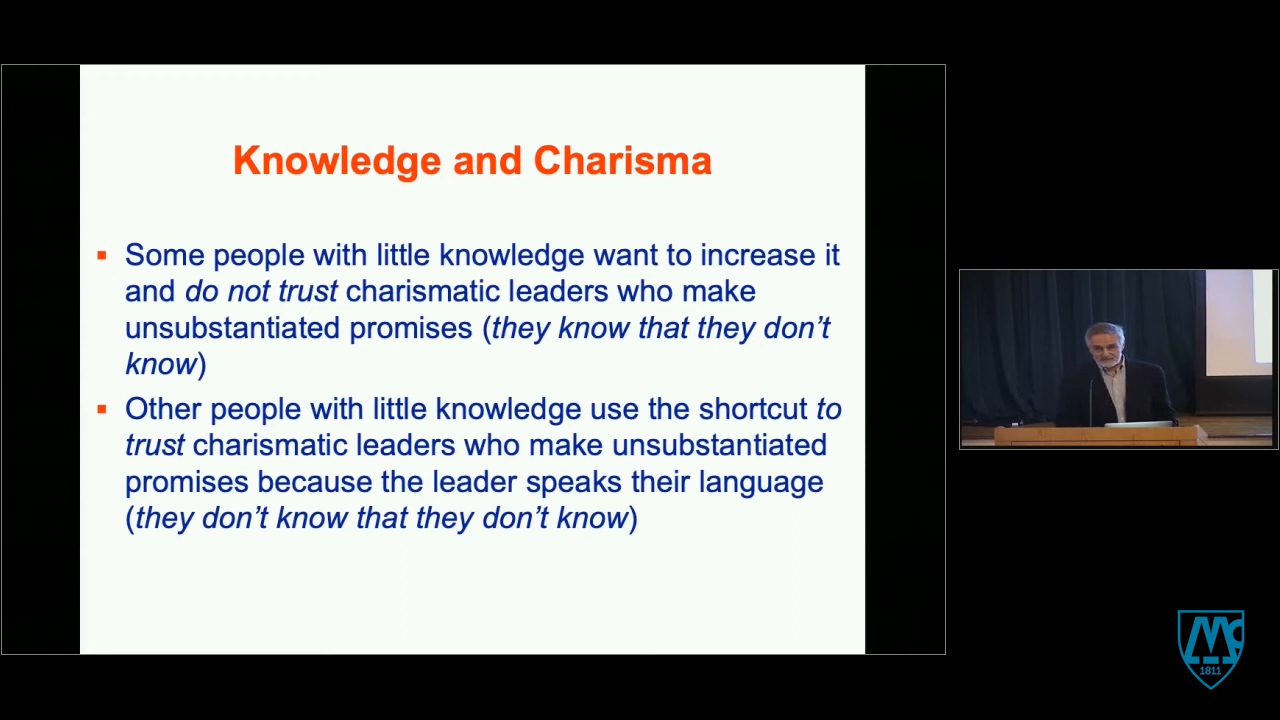 Knowledge and Charisma
▪ Some people with little knowledge want to increase it
and do not trust charismatic leaders who make
unsubstantiated promises (they know that they don’t
know)
▪ Other people with little knowledge use the shortcut to
trust charismatic leaders who make unsubstantiated
promises because the leader speaks their language
(they don’t know that they don’t know)
1811